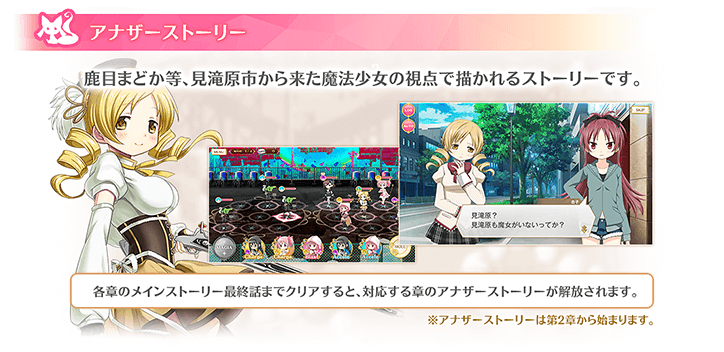 アナザーストーリー
鹿目まどか等、見滝原市から来た魔法少女の視点で描かれるストーリーです。
LOG
AUTO
SKIP
杏子
見滝原？
見滝原も魔女がいないってか？
MAGIA
SKILL
各章のメインストーリー最終話までクリアすると、対応する章のアナザーストーリーが解放されます。
※アナザーストーリーは第2章から始まります。